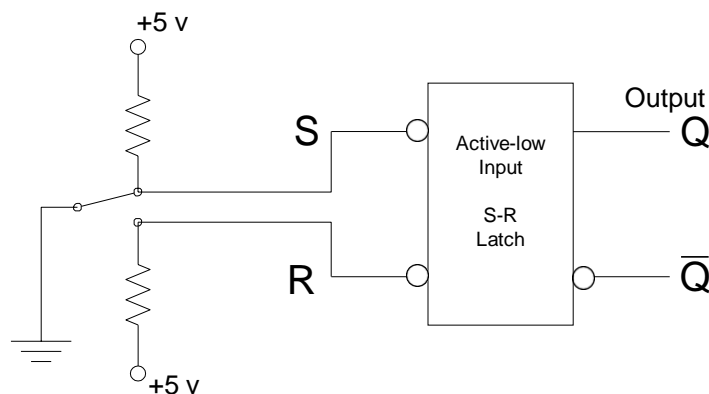 +5 v
Output
S
Q
Active-low
Input
S-R
Latch
R
Q̅
+5 v